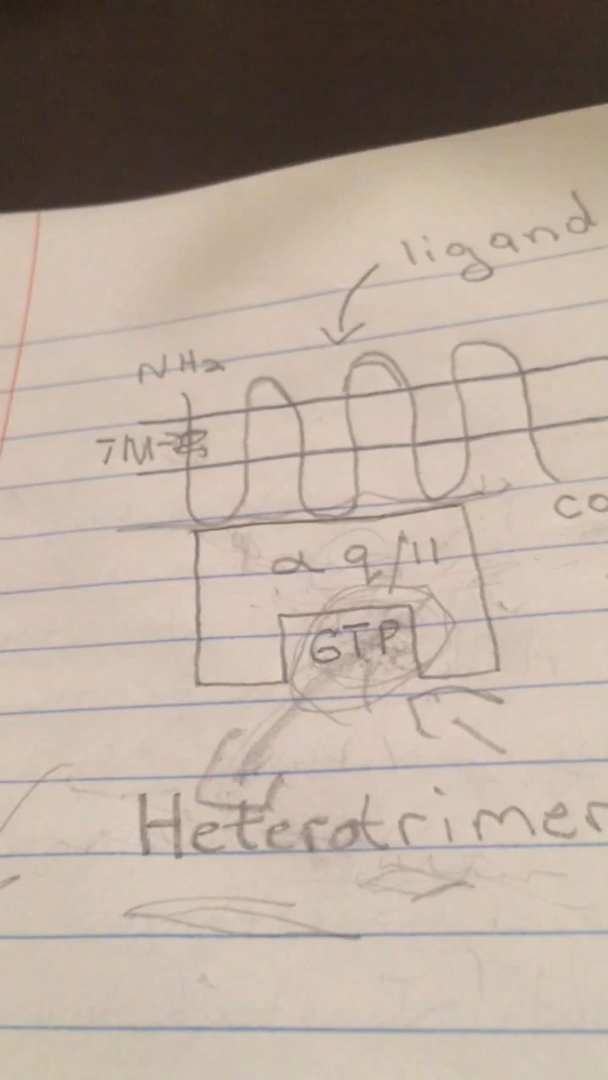 ligand
NH2
7M
CO
α q/11
GTP
Heterotrimer